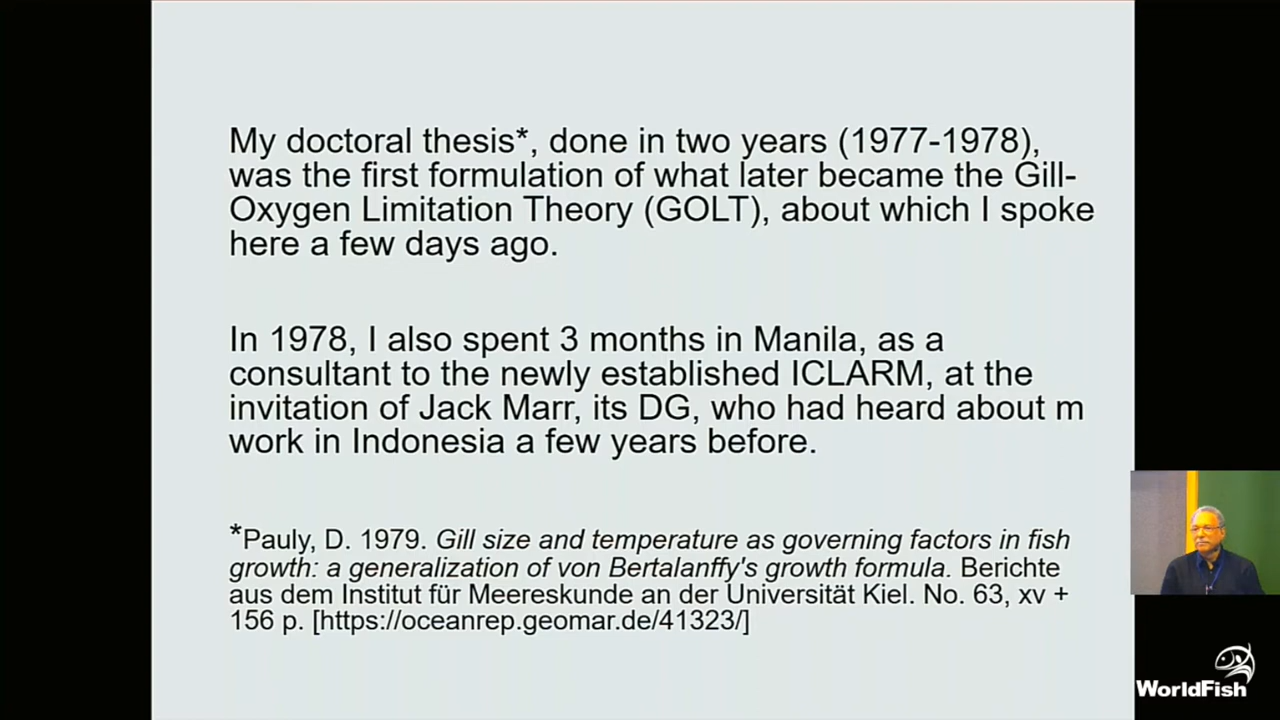 My doctoral thesis*, done in two years (1977-1978),
was the first formulation of what later became the Gill-
Oxygen Limitation Theory (GOLT), about which I spoke
here a few days ago.
In 1978, I also spent 3 months in Manila, as a
consultant to the newly established ICLARM, at the
invitation of Jack Marr, its DG, who had heard about m
work in Indonesia a few years before.
*Pauly, D. 1979. Gill size and temperature as governing factors in fish
growth: a generalization of von Bertalanffy's growth formula. Berichte
aus dem Institut für Meereskunde an der Universität Kiel. No. 63, xv +
156 p. [https://oceanrep.geomar.de/41323/]
WorldFish